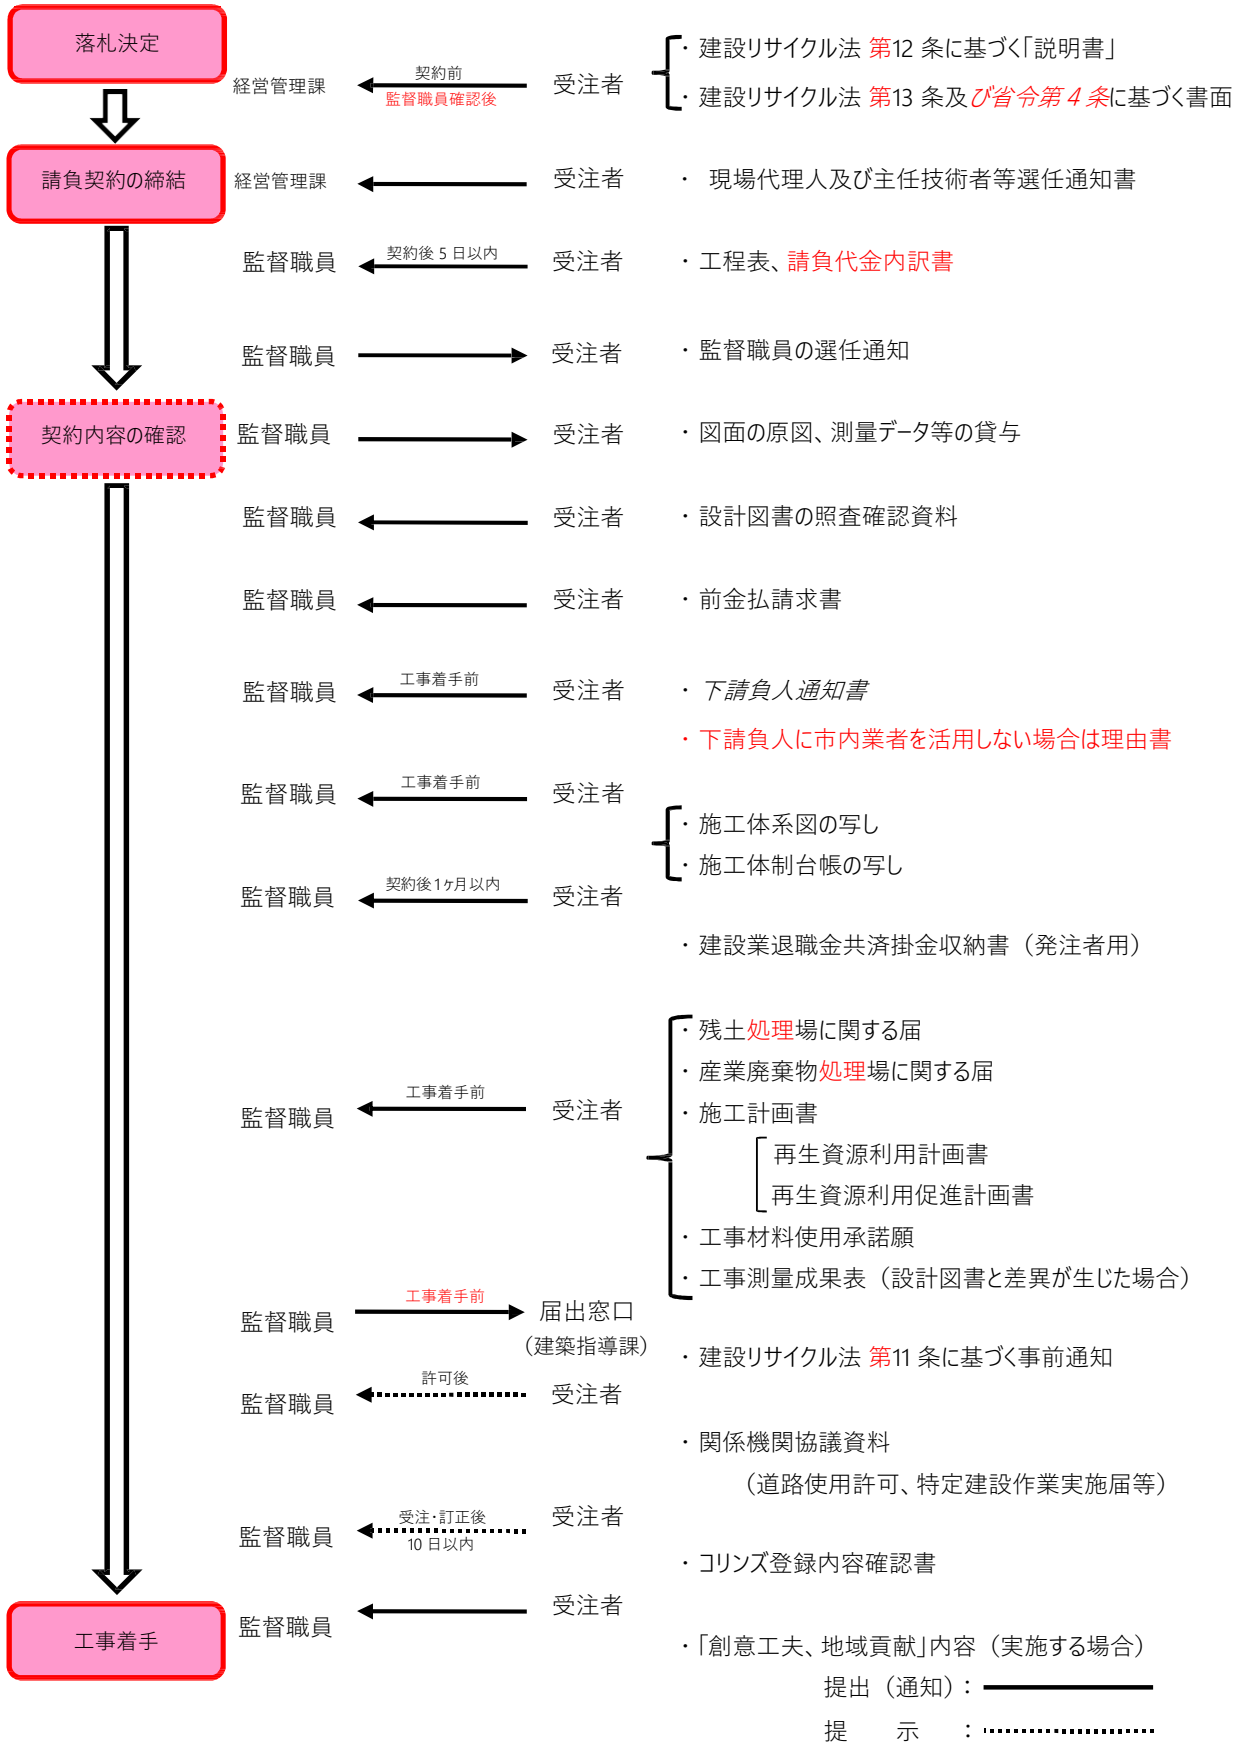 落札決定
経営管理課 契約前 受注者
監督職員確認後
・建設リサイクル法 第12 条に基づく「説明書」
・建設リサイクル法 第13 条及び省令第４条に基づく書面
請負契約の締結 経営管理課 受注者 ・ 現場代理人及び主任技術者等選任通知書
監督職員 契約後 5 日以内 受注者 ・工程表、請負代金内訳書
監督職員 受注者 ・監督職員の選任通知
契約内容の確認 監督職員 受注者 ・図面の原図、測量データ等の貸与
監督職員 受注者 ・設計図書の照査確認資料
監督職員 受注者 ・前金払請求書
監督職員 工事着手前 受注者 ・下請負人通知書
・下請負人に市内業者を活用しない場合は理由書
監督職員 工事着手前 受注者
・施工体系図の写し
・施工体制台帳の写し
監督職員 契約後1ヶ月以内 受注者
・建設業退職金共済掛金収納書（発注者用）
・残土処理場に関する届
・産業廃棄物処理場に関する届
監督職員 工事着手前 受注者 ・施工計画書
再生資源利用計画書
再生資源利用促進計画書
・工事材料使用承諾願
・工事測量成果表（設計図書と差異が生じた場合）
監督職員 工事着手前 届出窓口
（建築指導課）
・建設リサイクル法 第11 条に基づく事前通知
監督職員 許可後 受注者
・関係機関協議資料
（道路使用許可、特定建設作業実施届等）
監督職員 受注・訂正後 受注者
10 日以内
・コリンズ登録内容確認書
工事着手 監督職員 受注者
・「創意工夫、地域貢献」内容（実施する場合）
提出（通知）：
提　　示　：